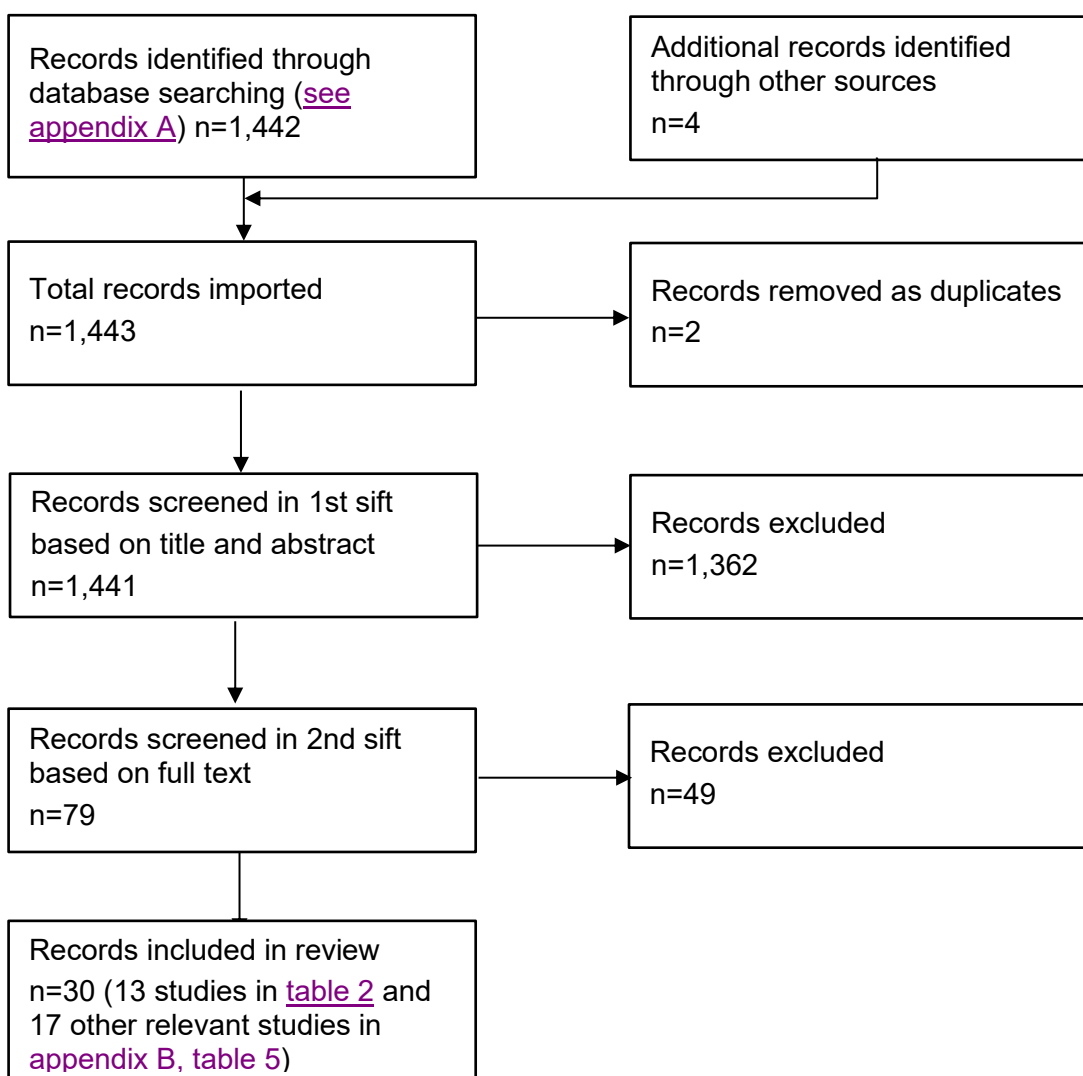 Records identified through
database searching (see
appendix A) n=1,442
Additional records identified
through other sources
n=4
Total records imported
n=1,443
Records removed as duplicates
n=2
Records screened in 1st sift
based on title and abstract
n=1,441
Records excluded
n=1,362
Records screened in 2nd sift
based on full text
n=79
Records excluded
n=49
Records included in review
n=30 (13 studies in table 2 and
17 other relevant studies in
appendix B, table 5)